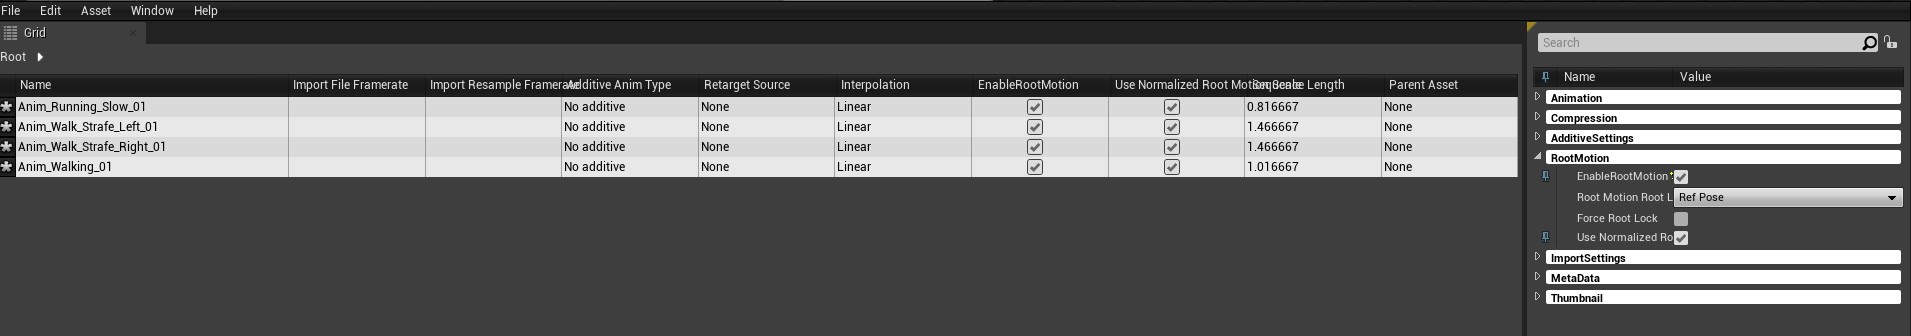 File Edit Asset Window Help
Grid
Root
Name Import File Framerate Import Resample Framerate Additive Anim Type Retarget Source Interpolation EnableRootMotion Use Normalized Root Motion Scale Sequence Length Parent Asset
Anim_Running_Slow_01 No additive None Linear 0.816667 None
Anim_Walk_Strafe_Left_01 No additive None Linear 1.466667 None
Anim_Walk_Strafe_Right_01 No additive None Linear 1.466667 None
Anim_Walking_01 No additive None Linear 1.016667 None
Search
Name Value
Animation
Compression
AdditiveSettings
RootMotion
EnableRootMotion
Root Motion Root L Ref Pose
Force Root Lock
Use Normalized Ro
ImportSettings
MetaData
Thumbnail